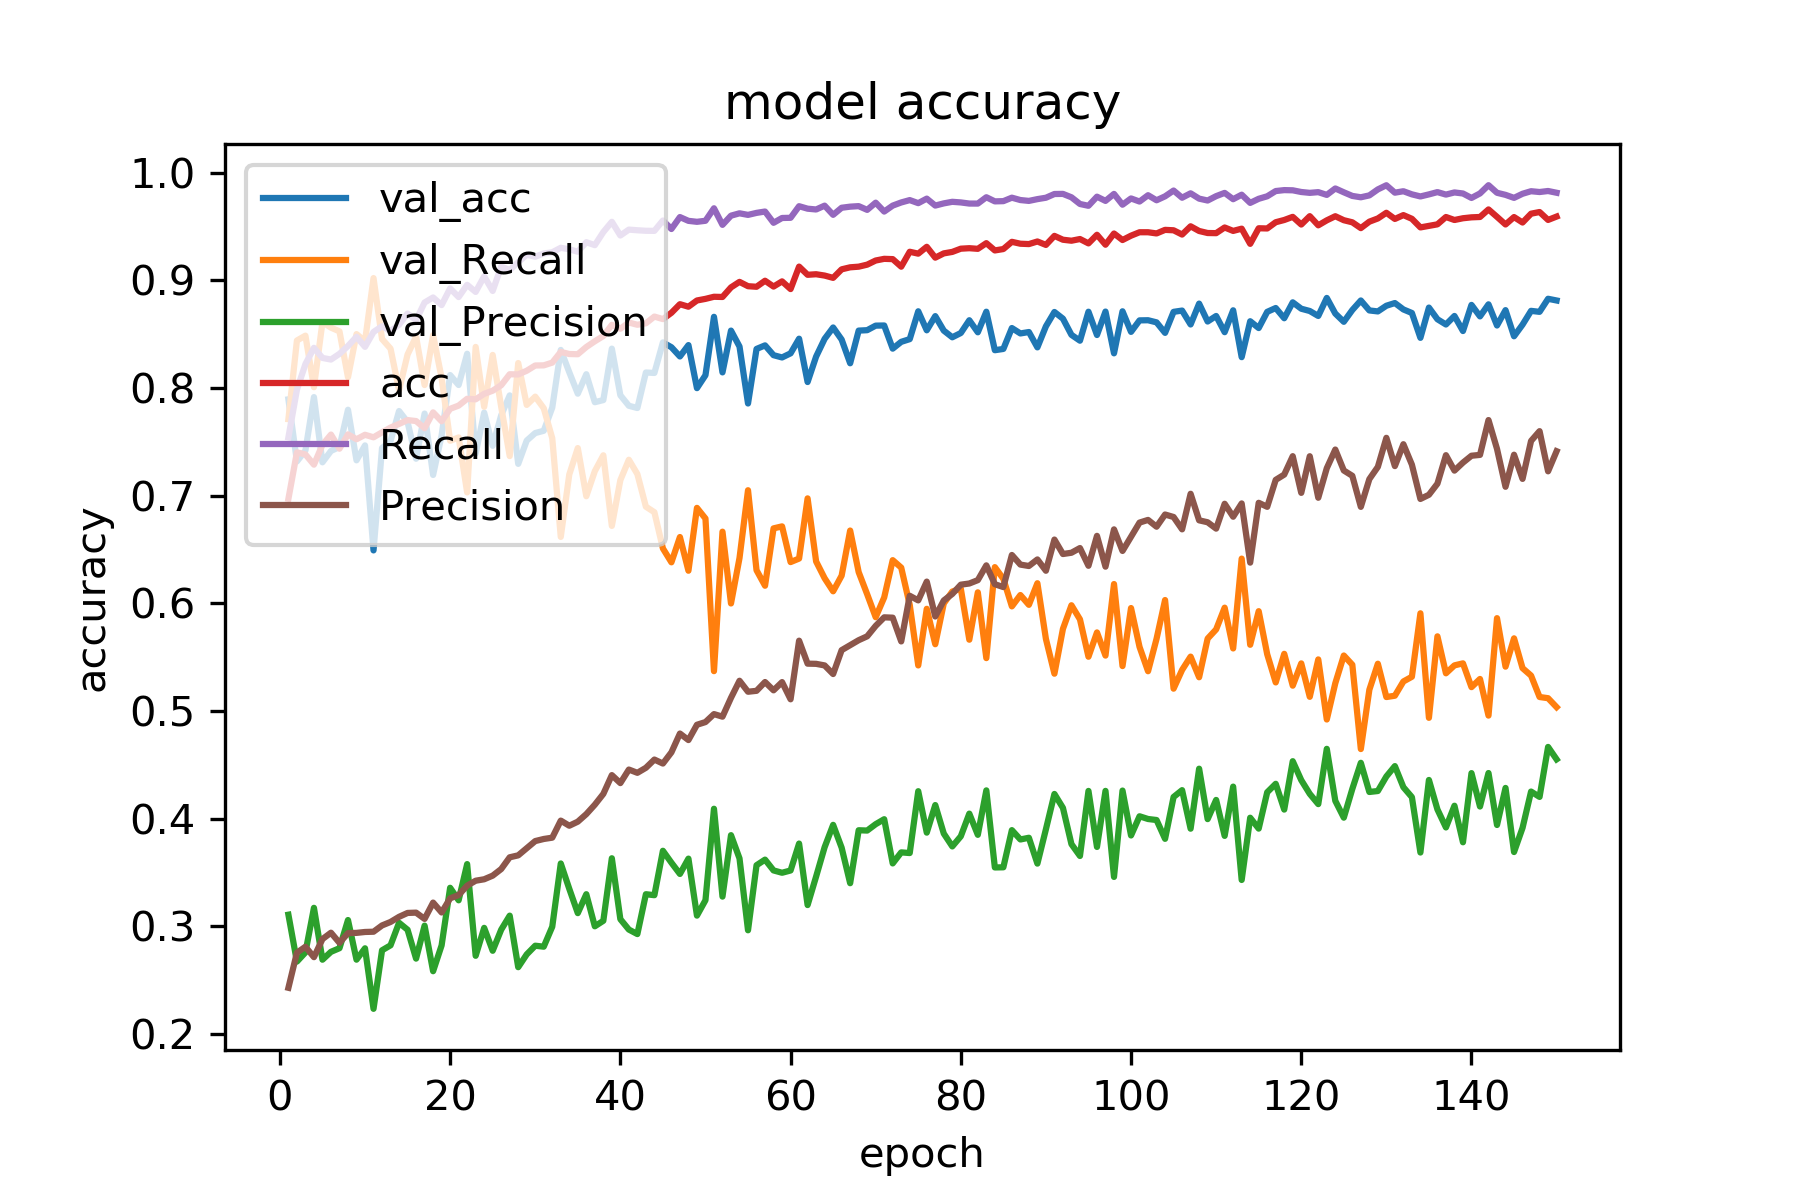 model accuracy
accuracy
1.0
0.9
0.8
0.7
0.6
0.5
0.4
0.3
0.2
val_acc
val_Recall
val_Precision
acc
Recall
Precision
0 20 40 60 80 100 120 140
epoch